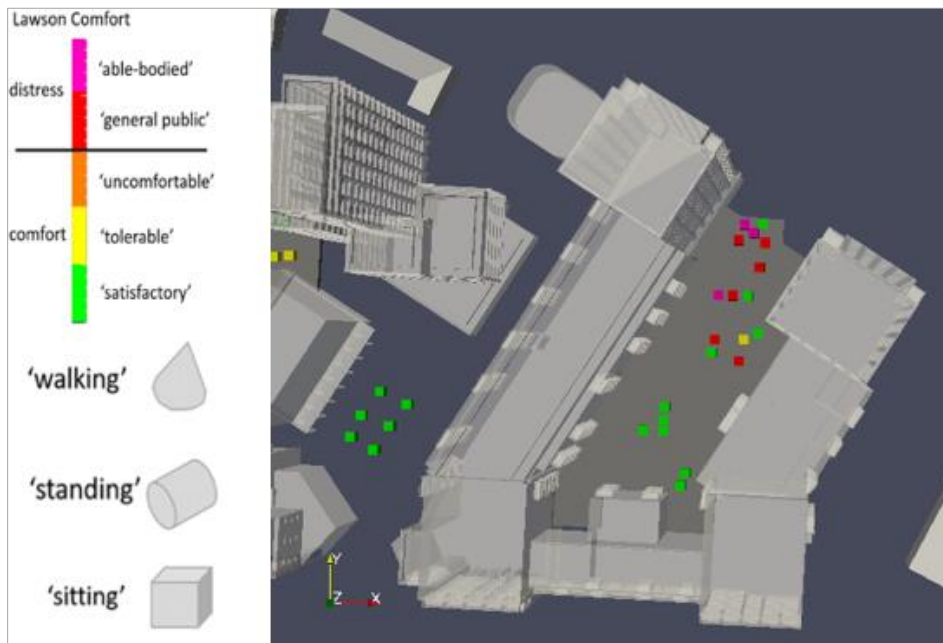 Lawson Comfort
distress
'able-bodied'
'general public'
'uncomfortable'
comfort
'tolerable'
'satisfactory'
'walking'
'standing'
'sitting'
Y
Z X